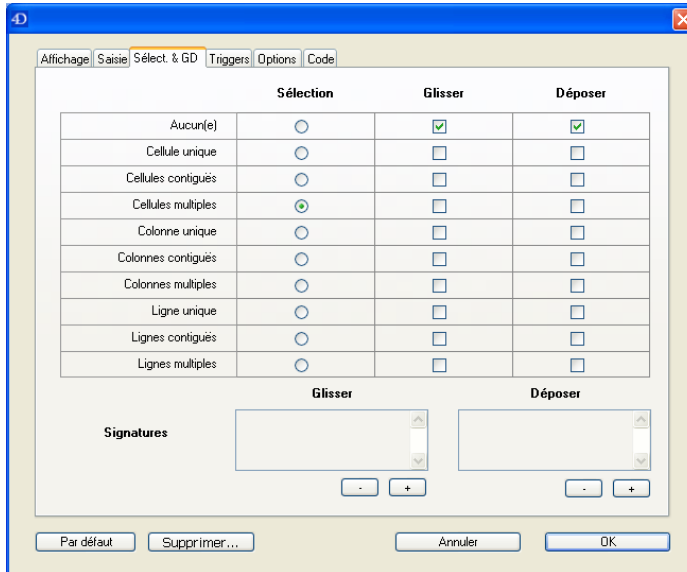 4D
Affichage Saisie Sélect. & GD Triggers Options Code
Sélection Glisser Déposer
Aucun(e)
Cellule unique
Cellules contiguës
Cellules multiples
Colonne unique
Colonnes contiguës
Colonnes multiples
Ligne unique
Lignes contiguës
Lignes multiples
Glisser Déposer
Signatures
- + - +
Par défaut Supprimer... Annuler OK